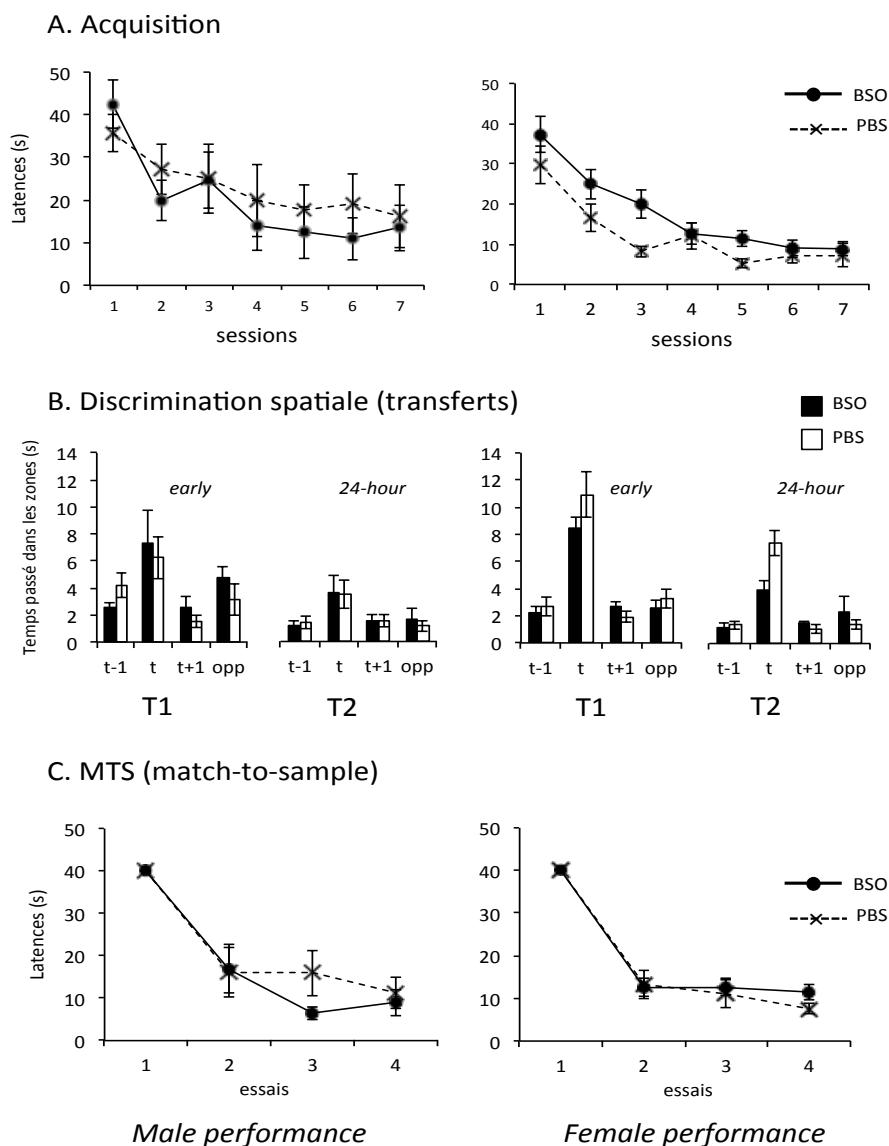 A. Acquisition
50
40
30
20
10
0
Latences (s)
1 2 3 4 5 6 7
sessions
50
40
30
20
10
0
1 2 3 4 5 6 7
sessions
BSO
PBS
B. Discrimination spatiale (transferts)
BSO
PBS
Temps passé dans les zones (s)
14
12
10
8
6
4
2
0
early
24-hour
t-1 t t+1 opp
t-1 t t+1 opp
T1
T2
14
12
10
8
6
4
2
0
early
24-hour
t-1 t t+1 opp
t-1 t t+1 opp
T1
T2
C. MTS (match-to-sample)
50
40
30
20
10
0
Latences (s)
1 2 3 4
essais
Male performance
50
40
30
20
10
0
1 2 3 4
essais
BSO
PBS
Female performance